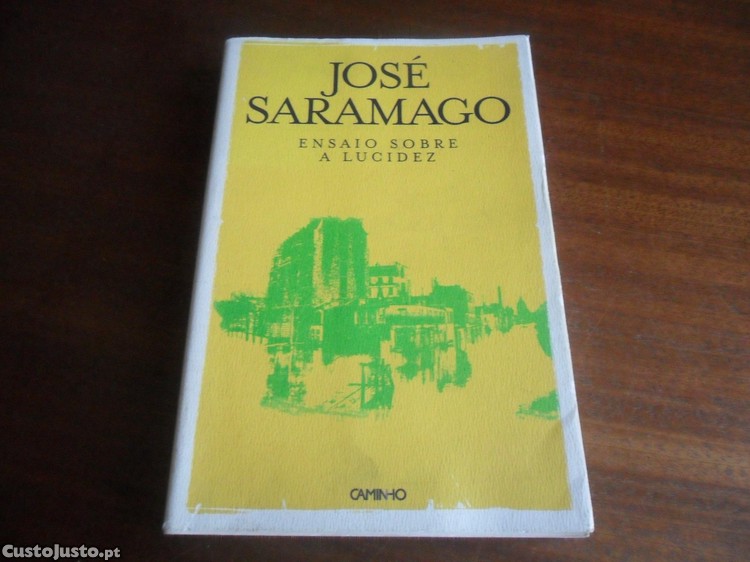 JOSÉ
SARAMAGO
ENSAIO SOBRE
A LUCIDEZ
CAMINHO
CustoJusto.pt